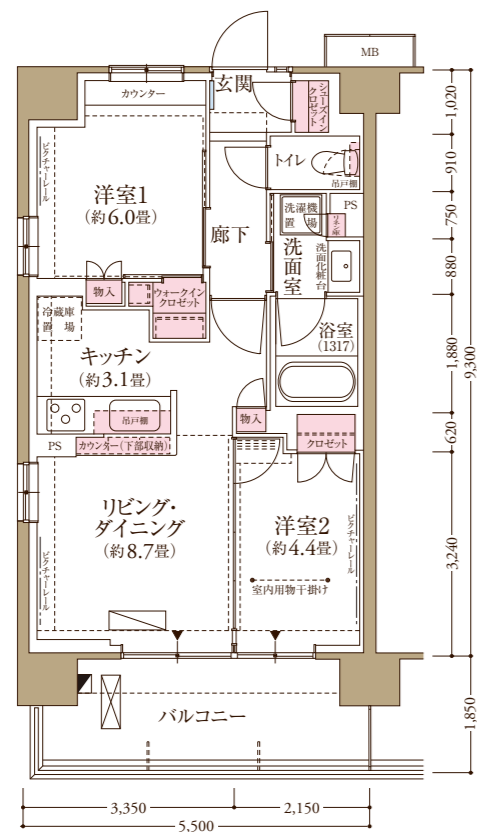 MB
玄関
シューズイン
クロゼット
カウンター
ピクチャーレール
洋室1
(約6.0畳)
トイレ
吊戸棚
PS
洗濯機
置場
リネン庫
廊下
洗面室
洗面化粧台
物入
ウォークイン
クロゼット
冷蔵庫
置場
キッチン
(約3.1畳)
浴室
(1317)
吊戸棚
物入
クロゼット
PS
カウンター(下部収納)
リビング・
ダイニング
(約8.7畳)
ピクチャーレール
洋室2
(約4.4畳)
ピクチャーレール
室内用物干掛け
バルコニー
1,020
910
750
880
1,880
620
3,240
9,300
1,850
3,350
2,150
5,500